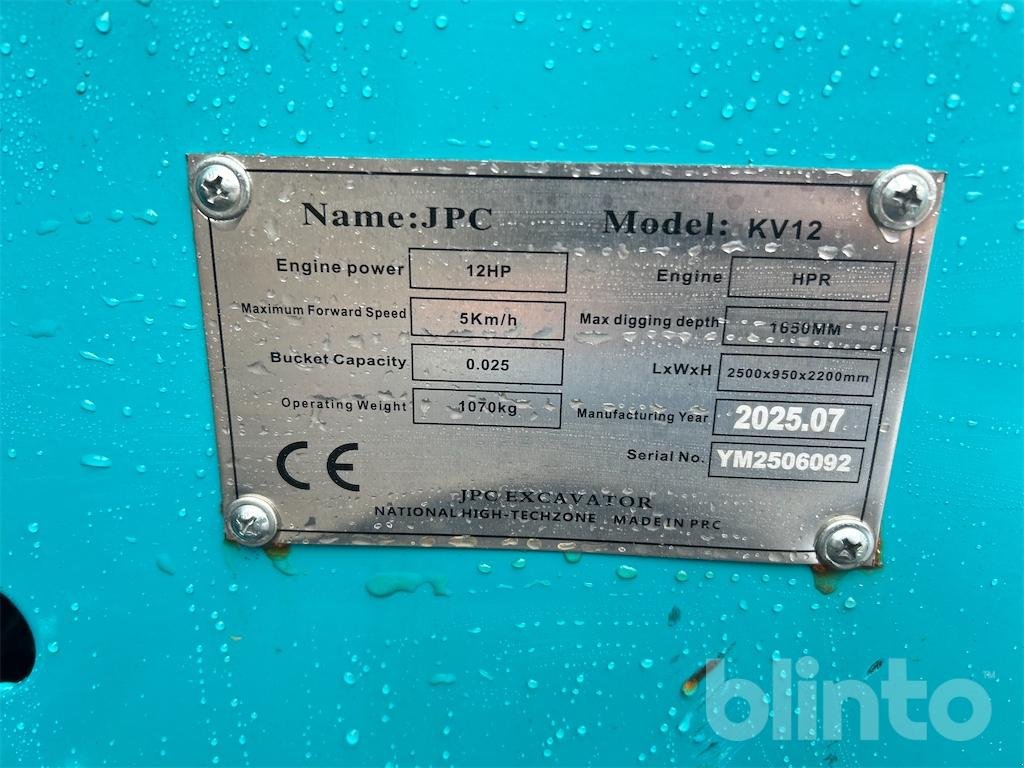 Name:JPC Model: KV12
Engine power 12HP Engine HPR
Maximum Forward Speed 5Km/h Max digging depth 1650MM
Bucket Capacity 0.025 LxWxH 2500x950x2200mm
Operating Weight 1070kg Manufacturing Year 2025.07
Serial No. YM2506092
CE
JPC EXCAVATOR
NATIONAL HIGH-TECHZONE MADE IN PRC
blinto™